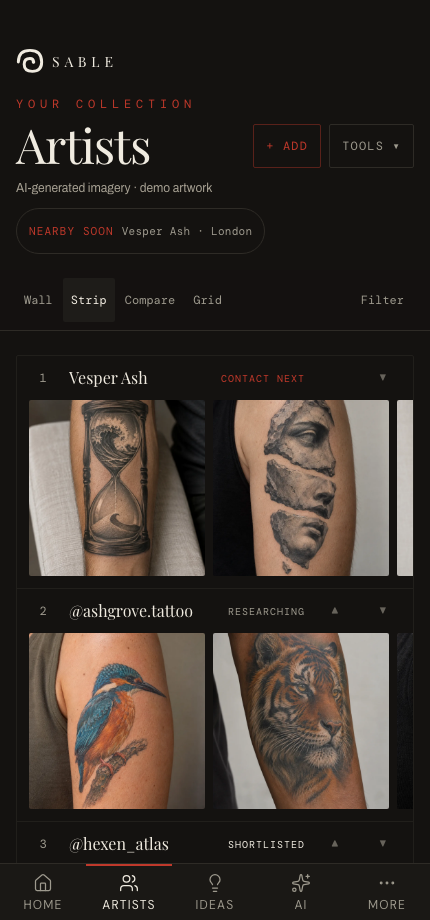 SABLE
YOUR COLLECTION
Artists
+ ADD
TOOLS ▾
AI-generated imagery · demo artwork
NEARBY SOON Vesper Ash · London
Wall Strip Compare Grid Filter
1 Vesper Ash CONTACT NEXT ▼
2 @ashgrove.tattoo RESEARCHING ▲ ▼
3 @hexen_atlas SHORTLISTED ▲ ▼
HOME ARTISTS IDEAS AI MORE